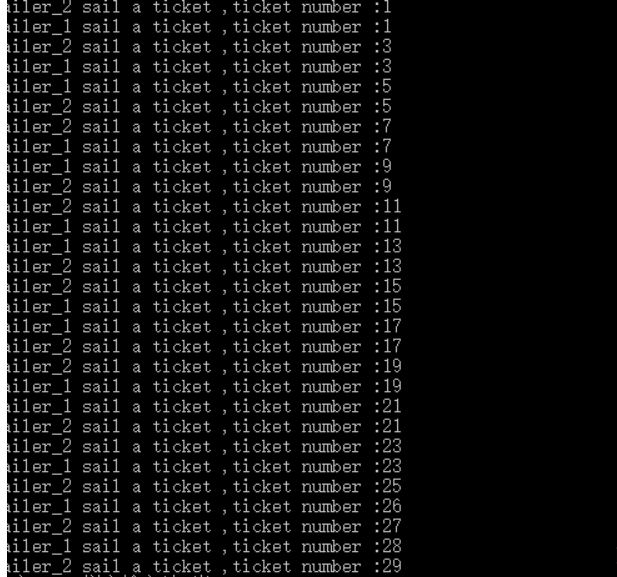 ailer_2 sail a ticket ,ticket number :1
ailer_1 sail a ticket ,ticket number :1
ailer_2 sail a ticket ,ticket number :3
ailer_1 sail a ticket ,ticket number :3
ailer_1 sail a ticket ,ticket number :5
ailer_2 sail a ticket ,ticket number :5
ailer_2 sail a ticket ,ticket number :7
ailer_1 sail a ticket ,ticket number :7
ailer_1 sail a ticket ,ticket number :9
ailer_2 sail a ticket ,ticket number :9
ailer_2 sail a ticket ,ticket number :11
ailer_1 sail a ticket ,ticket number :11
ailer_1 sail a ticket ,ticket number :13
ailer_2 sail a ticket ,ticket number :13
ailer_2 sail a ticket ,ticket number :15
ailer_1 sail a ticket ,ticket number :15
ailer_1 sail a ticket ,ticket number :17
ailer_2 sail a ticket ,ticket number :17
ailer_2 sail a ticket ,ticket number :19
ailer_1 sail a ticket ,ticket number :19
ailer_1 sail a ticket ,ticket number :21
ailer_2 sail a ticket ,ticket number :21
ailer_2 sail a ticket ,ticket number :23
ailer_1 sail a ticket ,ticket number :23
ailer_2 sail a ticket ,ticket number :25
ailer_1 sail a ticket ,ticket number :26
ailer_2 sail a ticket ,ticket number :27
ailer_1 sail a ticket ,ticket number :28
ailer_2 sail a ticket ,ticket number :29